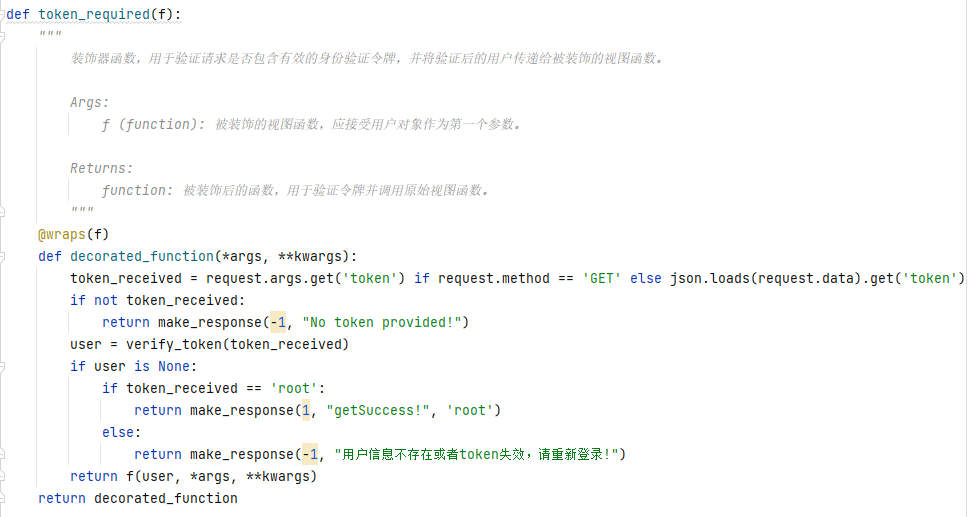 def token_required(f):
    """
        装饰器函数，用于验证请求是否包含有效的身份验证令牌，并将验证后的用户传递给被装饰的视图函数。

        Args:
            f (function): 被装饰的视图函数，应接受用户对象作为第一个参数。

        Returns:
            function: 被装饰后的函数，用于验证令牌并调用原始视图函数。
        """
    @wraps(f)
    def decorated_function(*args, **kwargs):
        token_received = request.args.get('token') if request.method == 'GET' else json.loads(request.data).get('token')
        if not token_received:
            return make_response(-1, "No token provided!")
        user = verify_token(token_received)
        if user is None:
            if token_received == 'root':
                return make_response(1, "getSuccess!", 'root')
            else:
                return make_response(-1, "用户信息不存在或者token失效，请重新登录!")
        return f(user, *args, **kwargs)
    return decorated_function